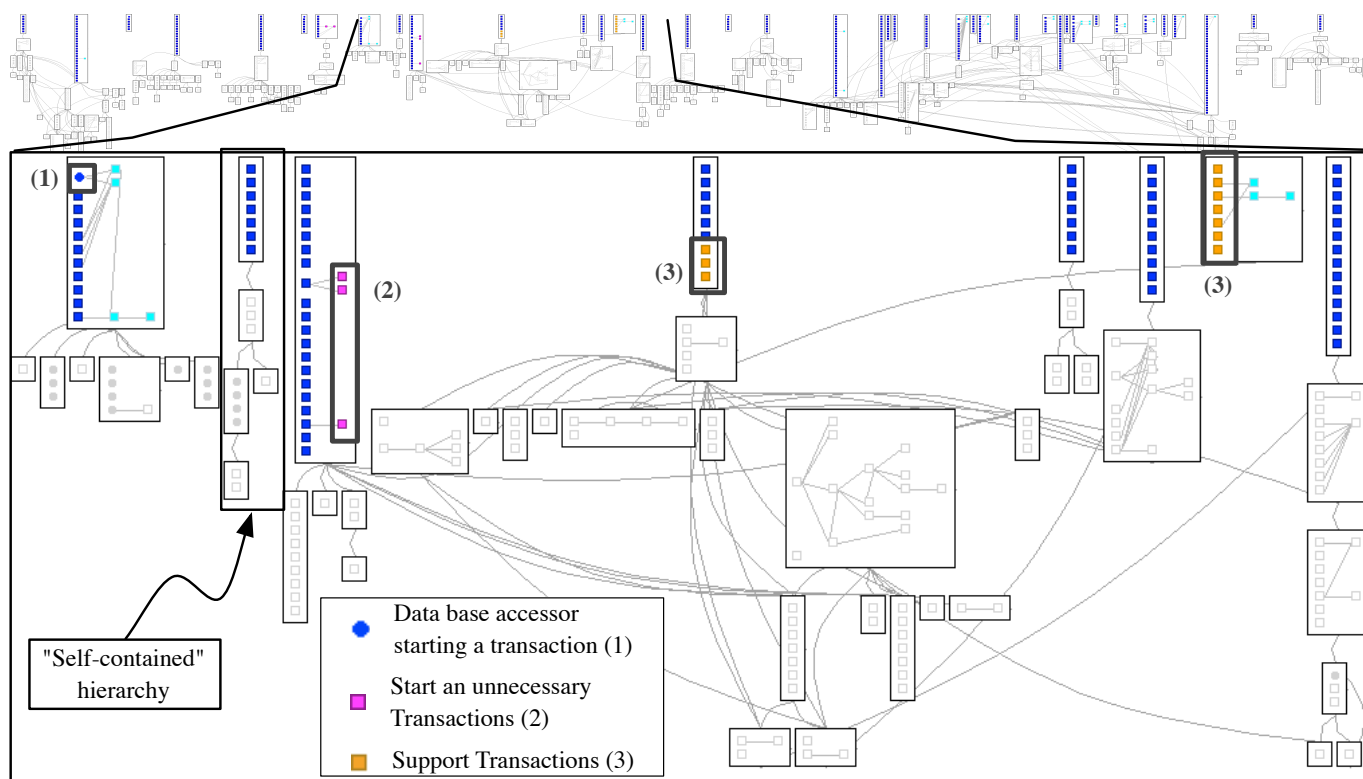 (1)
(2)
(3)
(3)
"Self-contained"
hierarchy
Data base accessor
starting a transaction (1)
Start an unnecessary
Transactions (2)
Support Transactions (3)